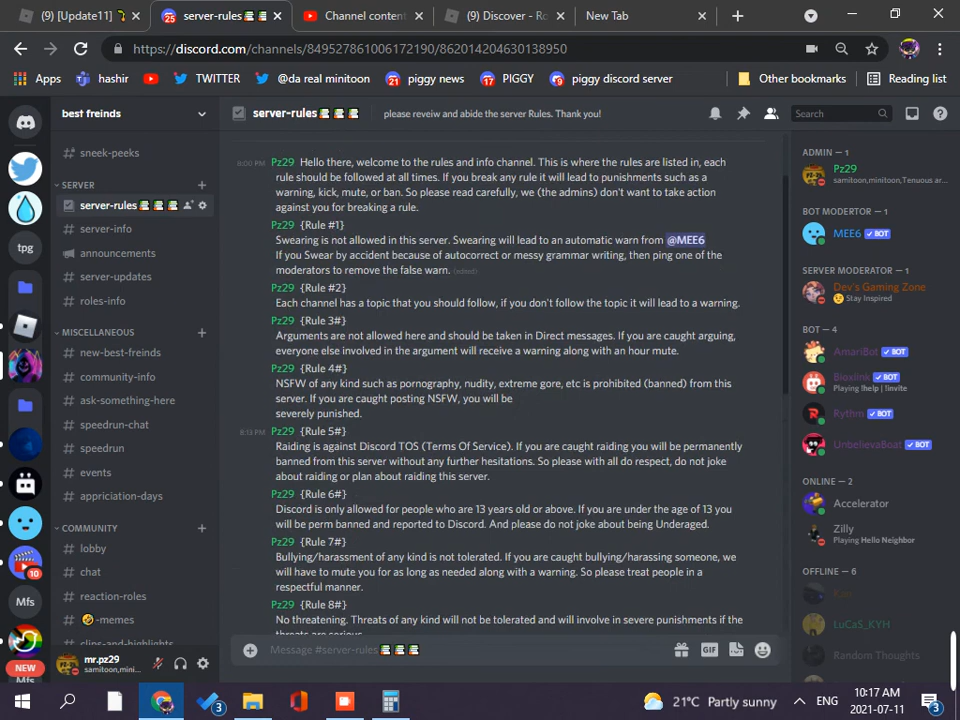 [Update11]
server-rules
Channel content
(3) Discover - Ro
New Tab
https://discord.com/channels/849527861006172190/862014204630138950
Apps
hashir
TWITTER
@da real minitoon
piggy news
PIGGY
piggy discord server
Other bookmarks
Reading list
best freinds
server-rules
please reveiw and abide the server Rules. Thank you!
Search
sneek-peeks
SERVER
server-rules
server-info
announcements
server-updates
roles-info
MISCELLANEOUS
new-best-freinds
community-info
ask-something-here
speedrun-chat
speedrun
events
appriciation-days
COMMUNITY
lobby
chat
reaction-roles
-memes
clips-and-highlights
tpg
Mfs
10
NEW
Mfs
mr.pz29
samitoon,mini...
8:00 PM Pz29 Hello there, welcome to the rules and info channel. This is where the rules are listed in, each
rule should be followed at all times. If you break any rule it will lead to punishments such as a
warning, kick, mute, or ban. So please read carefully, we (the admins) don't want to take action
against you for breaking a rule.
Pz29 {Rule #1}
Swearing is not allowed in this server. Swearing will lead to an automatic warn from @MEE6
If you Swear by accident because of autocorrect or messy grammar writing, then ping one of the
moderators to remove the false warn. (edited)
Pz29 {Rule #2}
Each channel has a topic that you should follow, if you don't follow the topic it will lead to a warning.
Pz29 {Rule 3#}
Arguments are not allowed here and should be taken in Direct messages. If you are caught arguing,
everyone else involved in the argument will receive a warning along with an hour mute.
Pz29 {Rule 4#}
NSFW of any kind such as pornography, nudity, extreme gore, etc is prohibited (banned) from this
server. If you are caught posting NSFW, you will be
severely punished.
8:13 PM Pz29 {Rule 5#}
Raiding is against Discord TOS (Terms Of Service). If you are caught raiding you will be permanently
banned from this server without any further hesitations. So please with all do respect, do not joke
about raiding or plan about raiding this server.
Pz29 {Rule 6#}
Discord is only allowed for people who are 13 years old or above. If you are under the age of 13 you
will be perm banned and reported to Discord. And please do not joke about being Underaged.
Pz29 {Rule 7#}
Bullying/harassment of any kind is not tolerated. If you are caught bullying/harassing someone, we
will have to mute you for as long as needed along with a warning. So please treat people in a
respectful manner.
Pz29 {Rule 8#}
No threatening. Threats of any kind will not be tolerated and will involve in severe punishments if the
threats are serious.
Message #server-rules
GIF
ADMIN — 1
Pz29
samitoon,minitoon,Tenuous ar...
BOT MODERTOR — 1
MEE6 BOT
SERVER MODERATOR — 1
Dev's Gaming Zone
Stay Inspired
BOT — 4
AmariBot BOT
Bloxlink BOT
Playing !help | !invite
Rythm BOT
UnbelievaBoat BOT
ONLINE — 2
Accelerator
Zilly
Playing Hello Neighbor
OFFLINE — 6
LuCaS_KYH
Random Thoughts
3
21°C Partly sunny
ENG
10:17 AM
2021-07-11
3